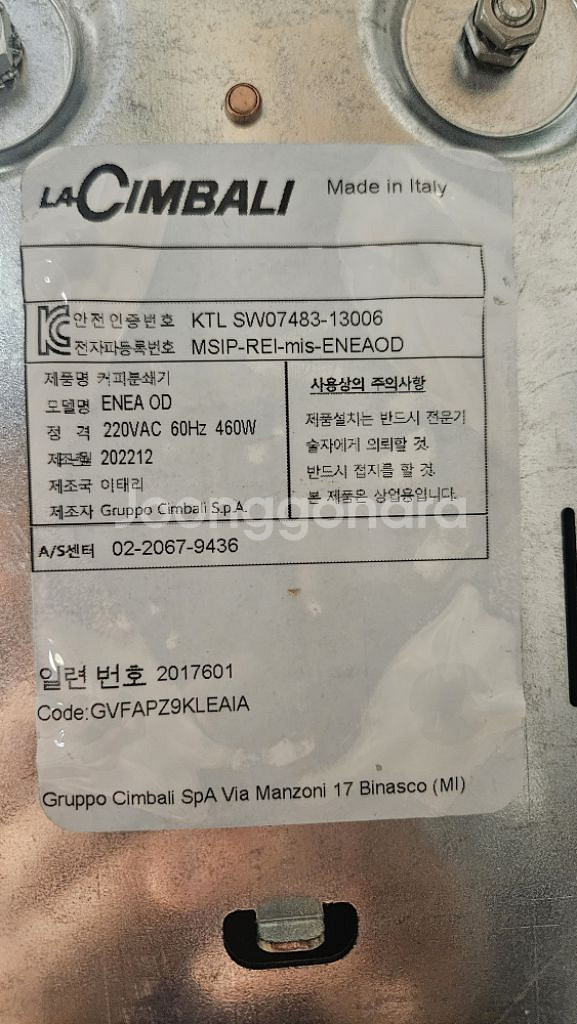 LA CIMBALI
Made in Italy
안전인증번호 KTL SW07483-13006
전자파등록번호 MSIP-REI-mis-ENEAOD
제품명 커피분쇄기
모델명 ENEA OD
정 격 220VAC 60Hz 460W
제조년월 202212
제조국 이태리
제조자 Gruppo Cimbali S.p.A.
사용상의 주의사항
제품설치는 반드시 전문기
술자에게 의뢰할 것.
반드시 접지를 할 것.
본 제품은 상업용입니다.
Joonggonara
A/S센터 02-2067-9436
일련 번호 2017601
Code:GVFAPZ9KLEAIA
Gruppo Cimbali SpA Via Manzoni 17 Binasco (MI)